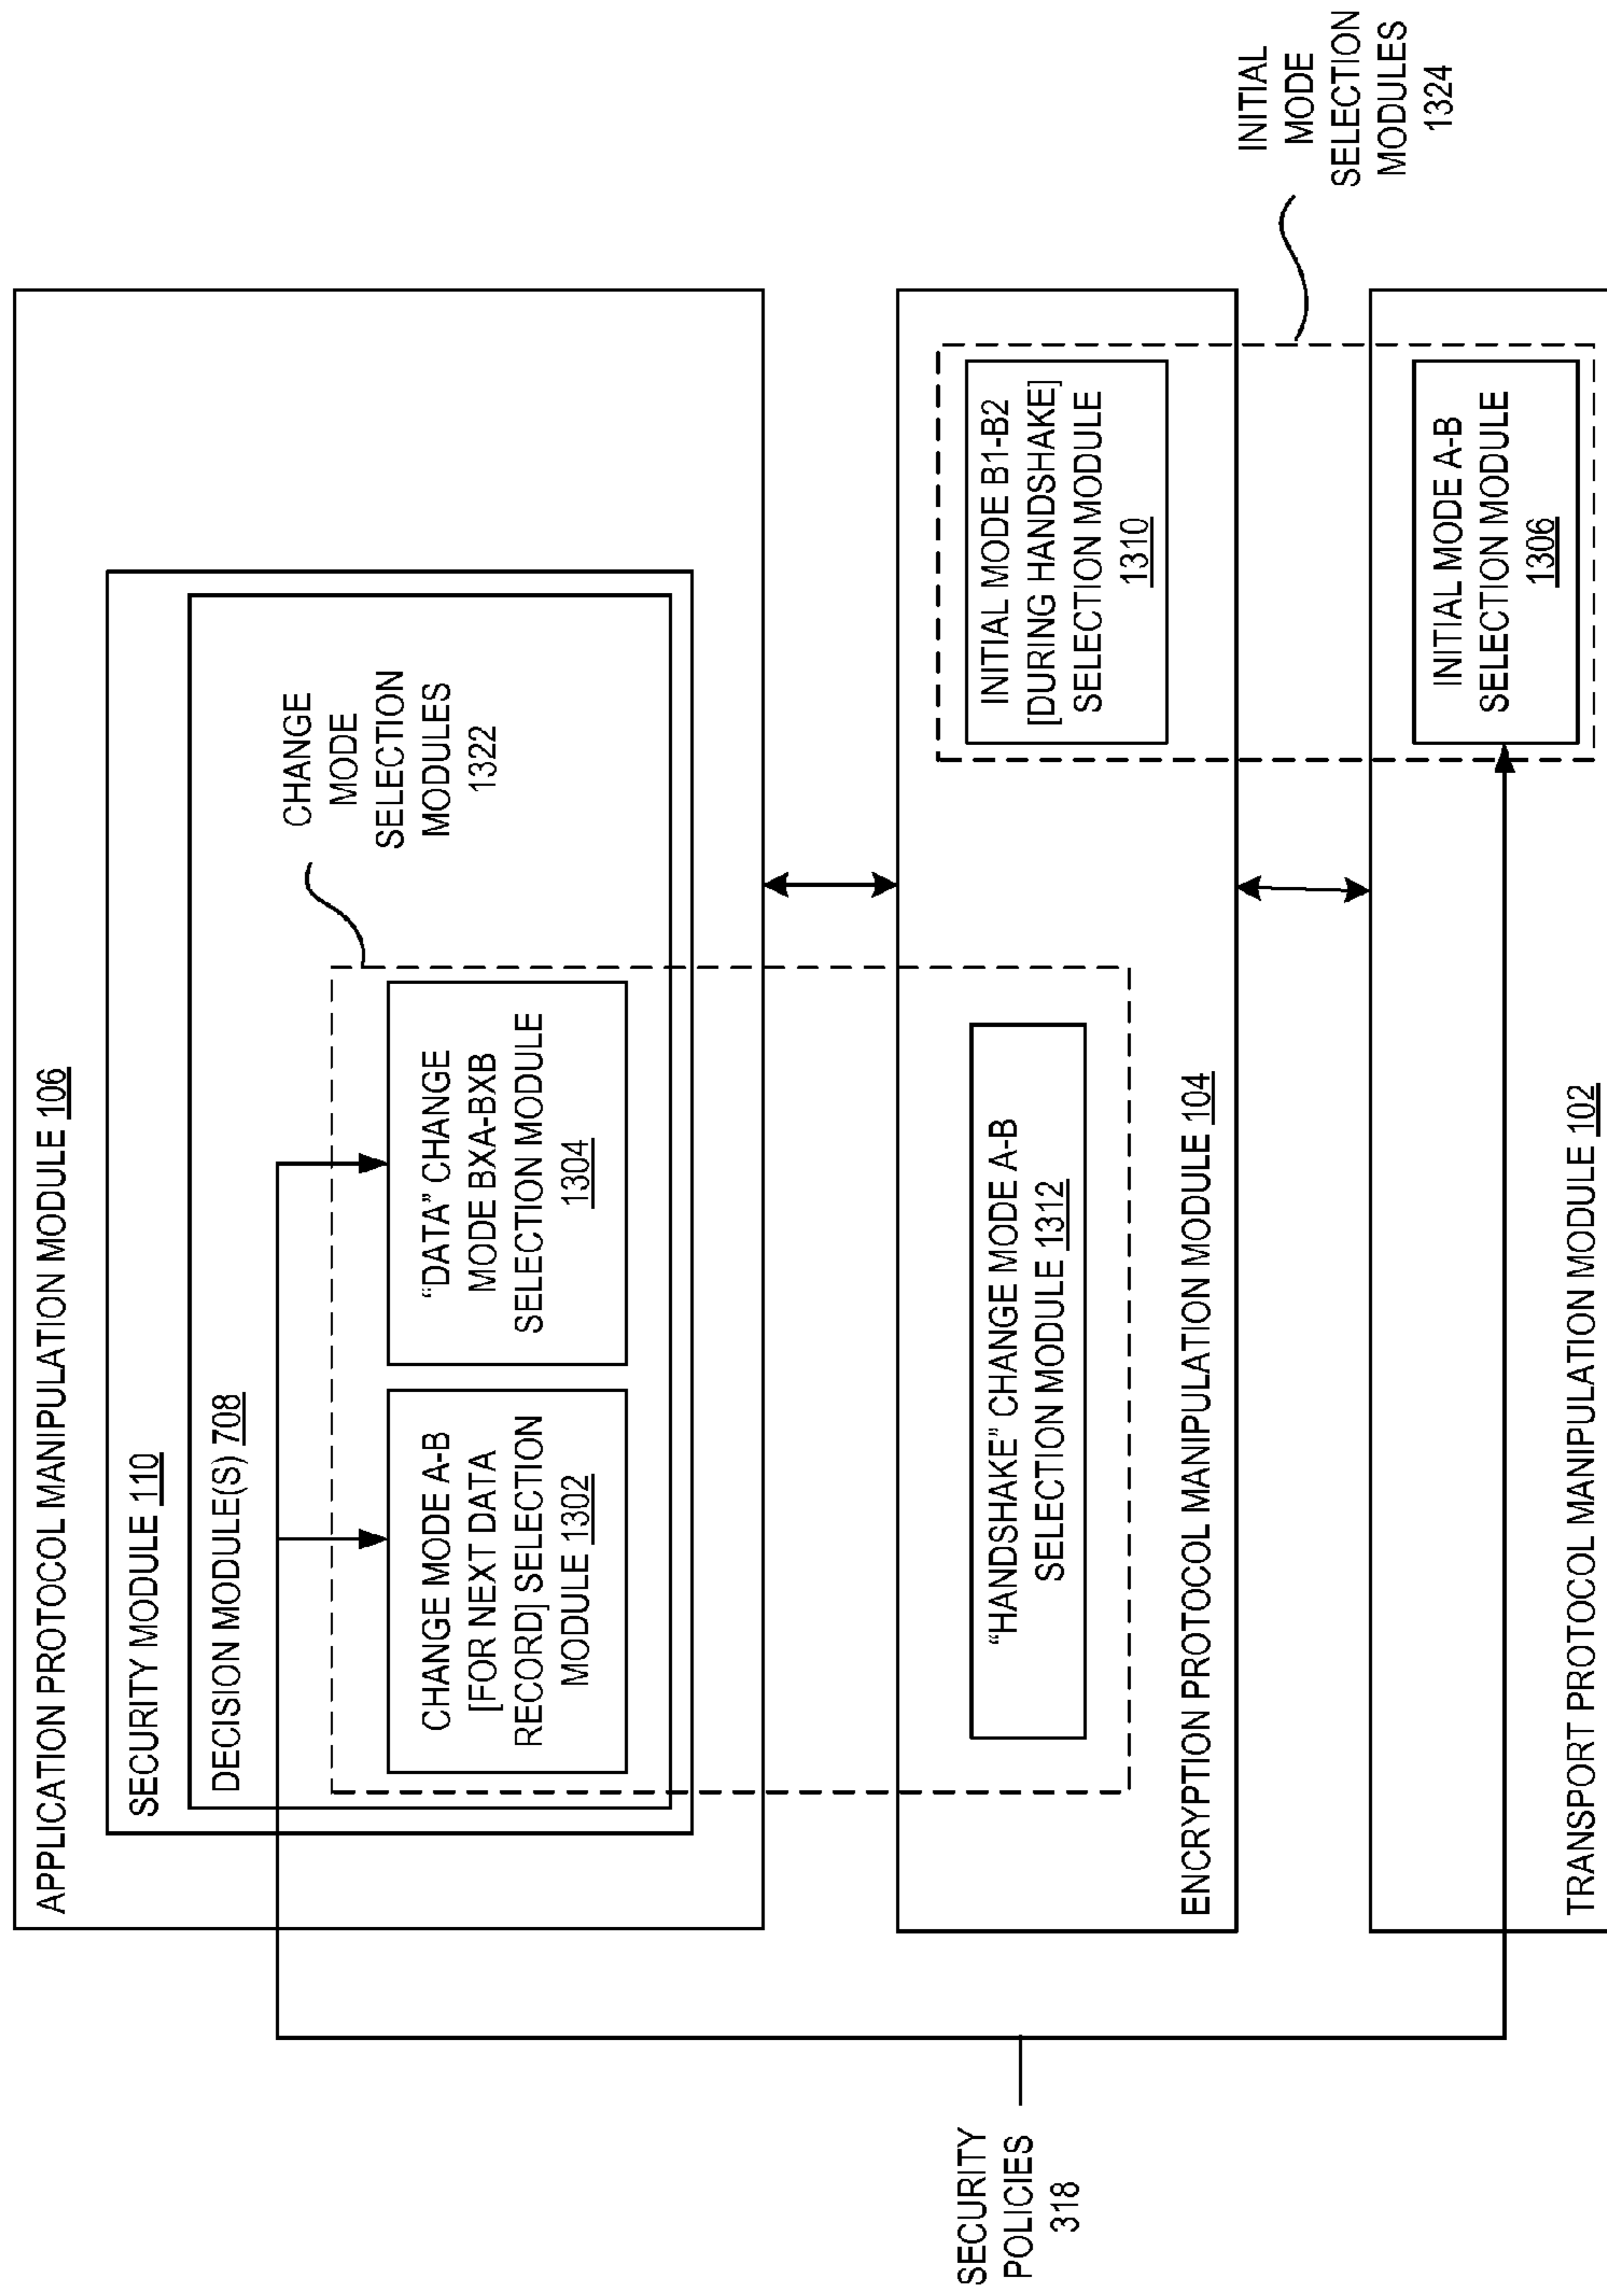 APPLICATION PROTOCOL MANIPULATION MODULE 106
SECURITY MODULE 110
DECISION MODULE(S) 708
CHANGE
MODE
SELECTION
MODULES
1322
CHANGE MODE A-B
[FOR NEXT DATA
RECORD] SELECTION
MODULE 1302
“DATA” CHANGE
MODE BXA-BXB
SELECTION MODULE
1304
SECURITY
POLICIES
318
“HANDSHAKE” CHANGE MODE A-B
SELECTION MODULE 1312
INITIAL MODE B1-B2
[DURING HANDSHAKE]
SELECTION MODULE
1310
ENCRYPTION PROTOCOL MANIPULATION MODULE 104
INITIAL
MODE
SELECTION
MODULES
1324
INITIAL MODE A-B
SELECTION MODULE
1306
TRANSPORT PROTOCOL MANIPULATION MODULE 102